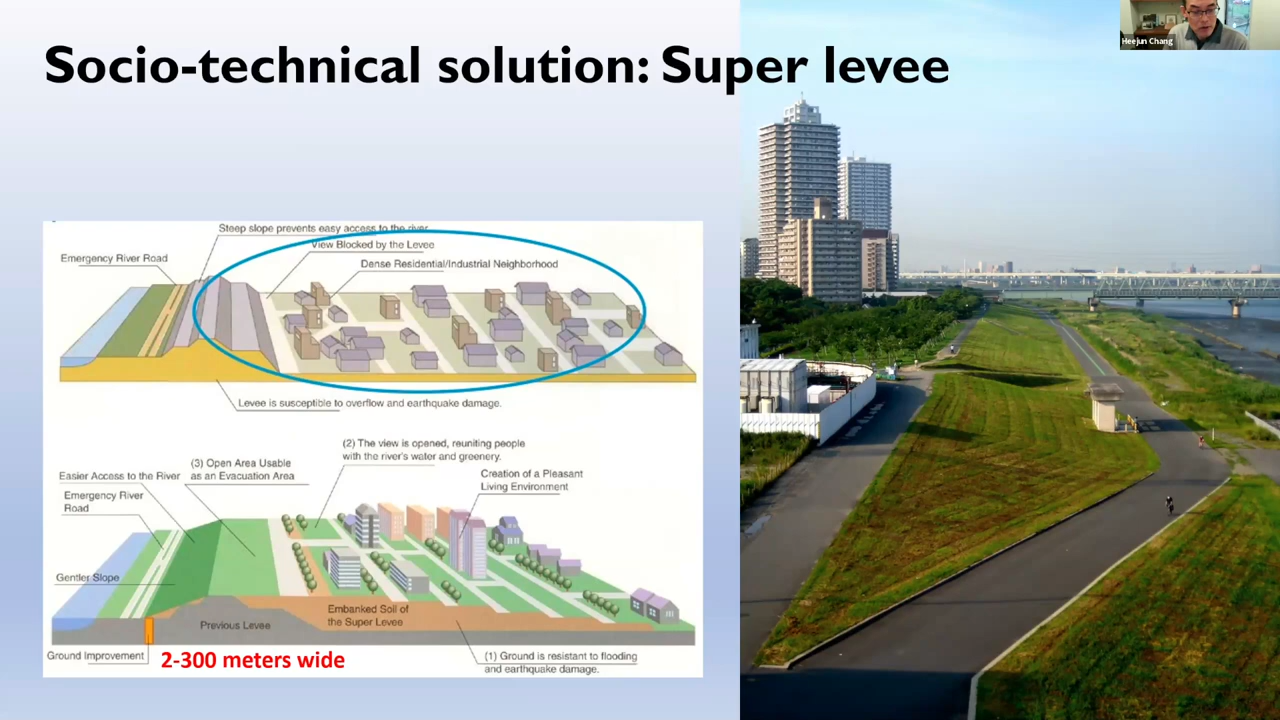 Heejun Chang
Socio-technical solution: Super levee
Steep slope prevents easy access to the river.
View Blocked by the Levee
Emergency River Road
Dense Residential/Industrial Neighborhood
Levee is susceptible to overflow and earthquake damage.
(2) The view is opened, reuniting people
with the river's water and greenery.
(3) Open Area Usable
as an Evacuation Area
Easier Access to the River
Creation of a Pleasant
Living Environment
Emergency River
Road
Gentler Slope
Embanked Soil of
the Super Levee
Previous Levee
Ground Improvement
2-300 meters wide
(1) Ground is resistant to flooding
and earthquake damage.